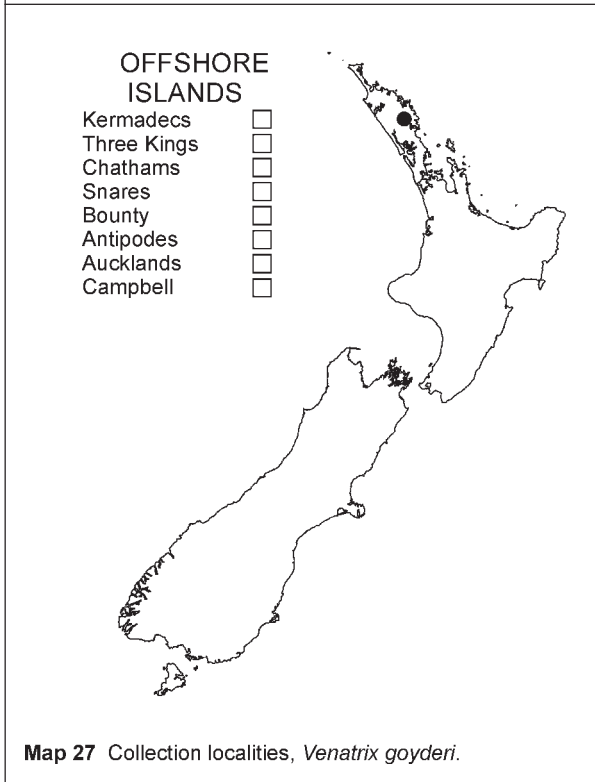 OFFSHORE
ISLANDS
Kermadecs
Three Kings
Chathams
Snares
Bounty
Antipodes
Aucklands
Campbell
Map 27 Collection localities, Venatrix goyderi.